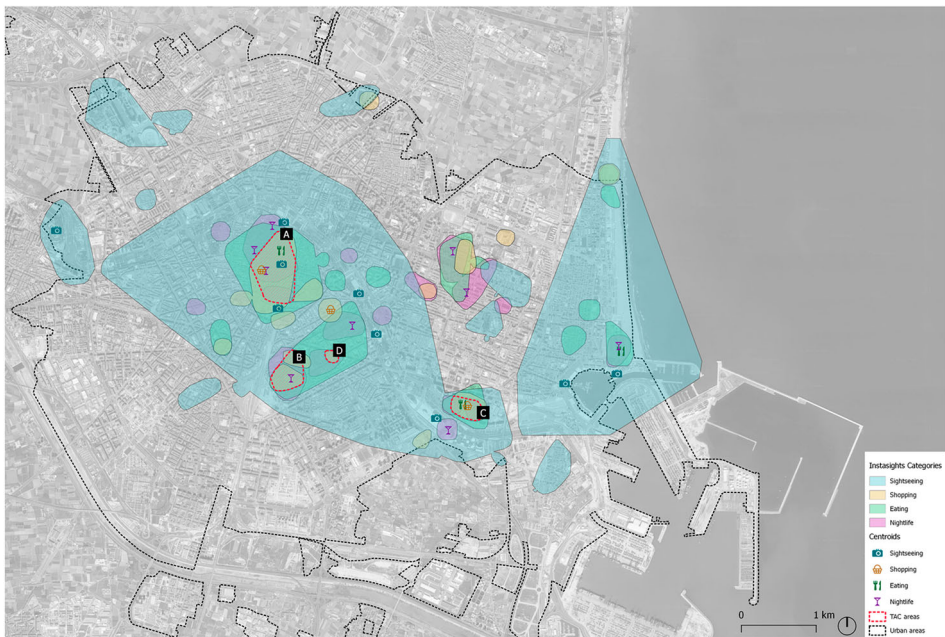 A
B
D
C
Instasights Categories
Sightseeing
Shopping
Eating
Nightlife
Centroids
Sightseeing
Shopping
Eating
Nightlife
TAC areas
Urban areas
0 1 km